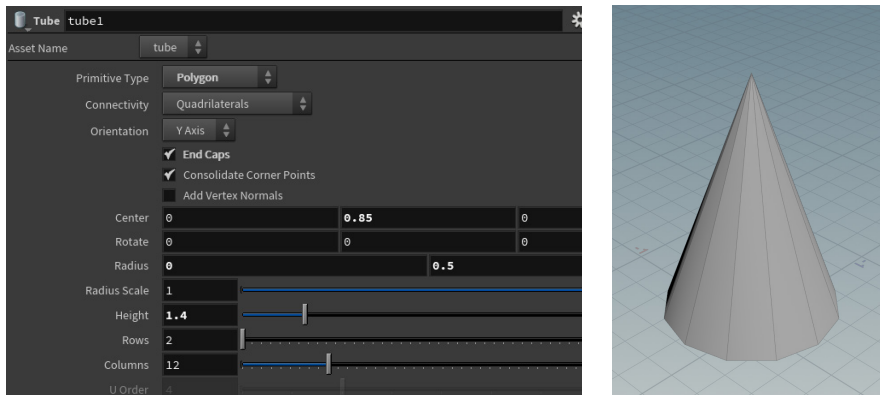 Tube tube1
Asset Name tube
Primitive Type Polygon
Connectivity Quadrilaterals
Orientation Y Axis
End Caps
Consolidate Corner Points
Add Vertex Normals
Center 0 0.85 0
Rotate 0 0 0
Radius 0 0.5
Radius Scale 1
Height 1.4
Rows 2
Columns 12
U Order 4